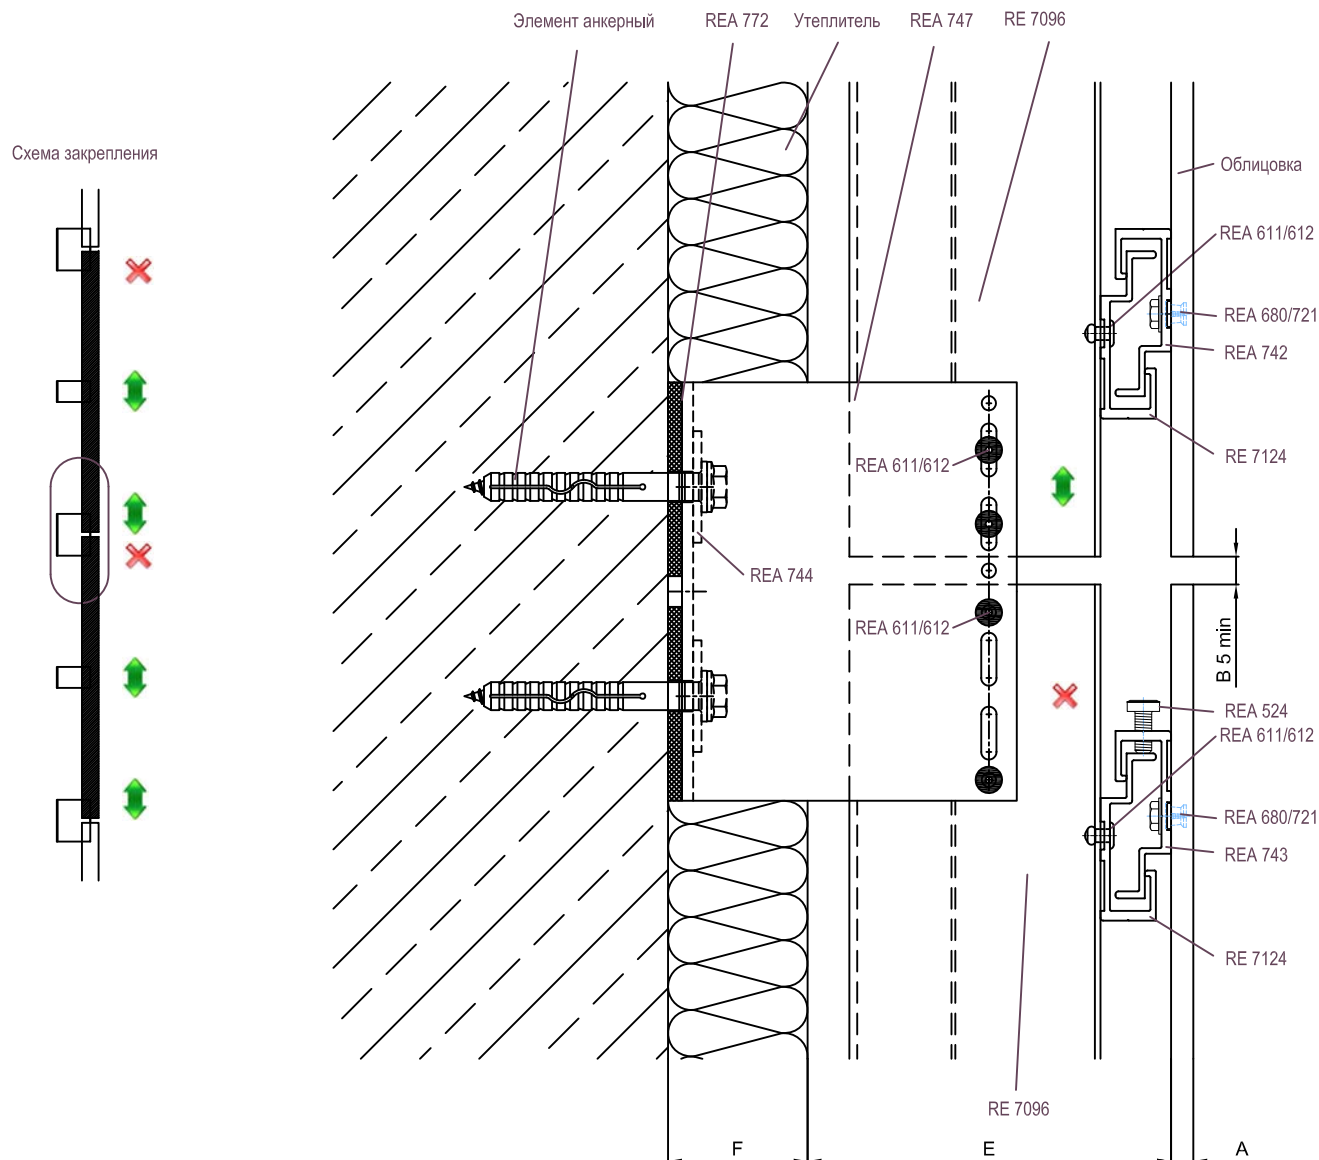 Элемент анкерный
REA 772
Утеплитель
REA 747
RE 7096
Схема закрепления
Облицовка
REA 611/612
REA 680/721
REA 742
RE 7124
REA 611/612
REA 744
REA 611/612
B 5 min
REA 524
REA 611/612
REA 680/721
REA 743
RE 7124
RE 7096
F
E
A